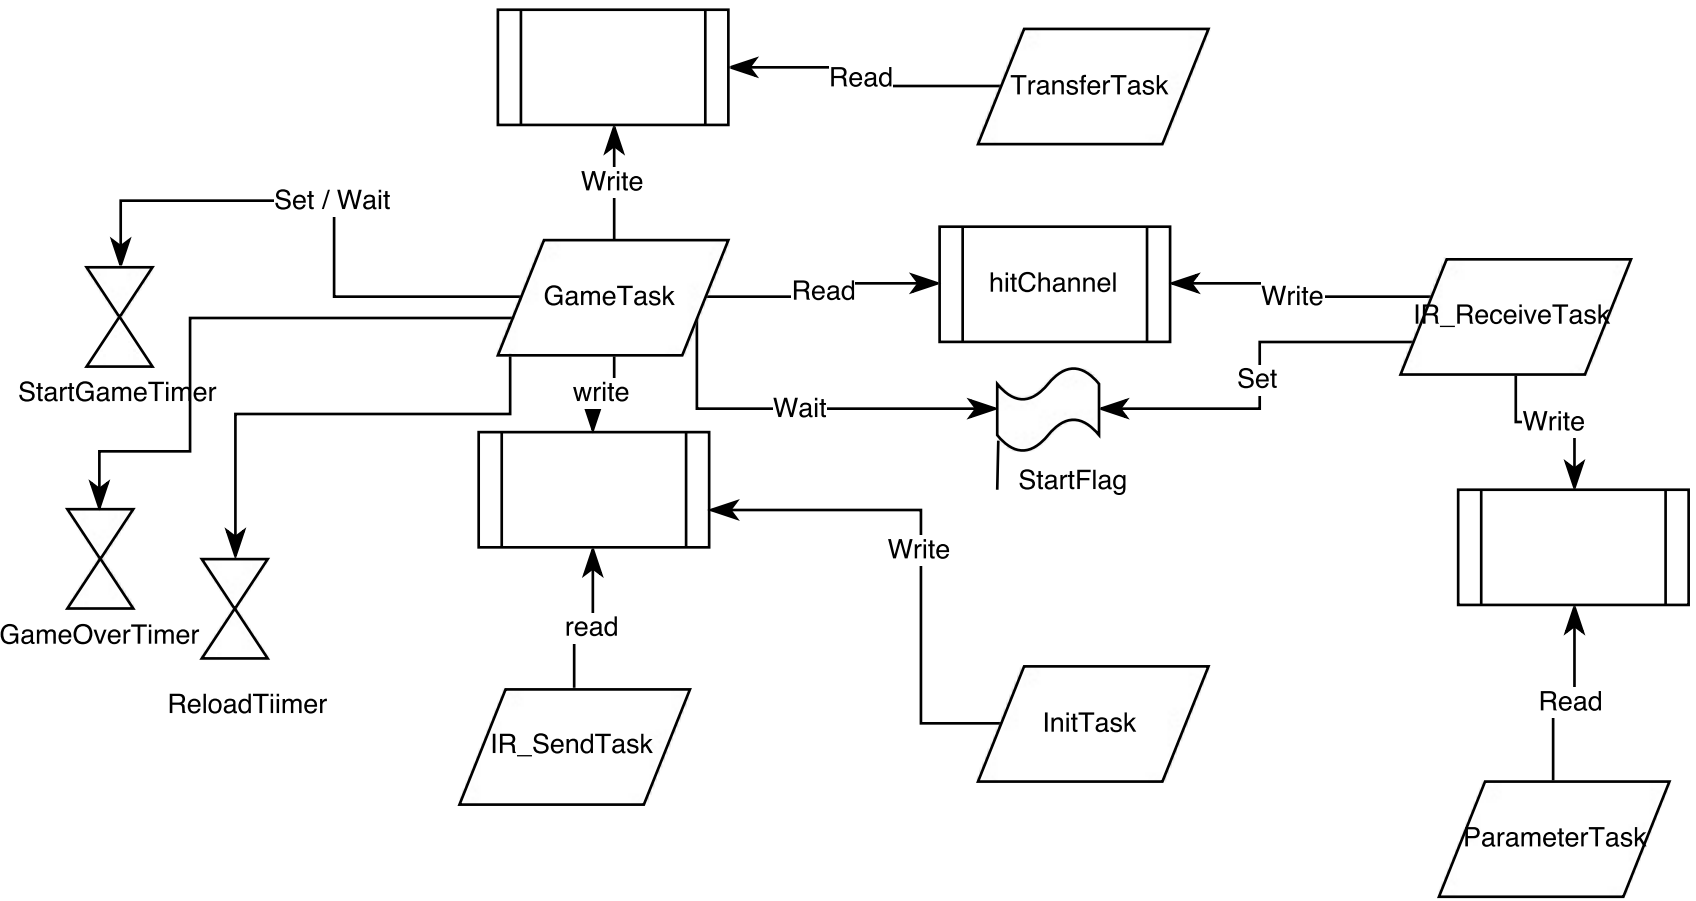 Read
TransferTask
Write
Set / Wait
GameTask
Read
hitChannel
Write
IR_ReceiveTask
StartGameTimer
write
Wait
Set
Write
StartFlag
Write
GameOverTimer
read
ReloadTiimer
IR_SendTask
InitTask
Read
ParameterTask